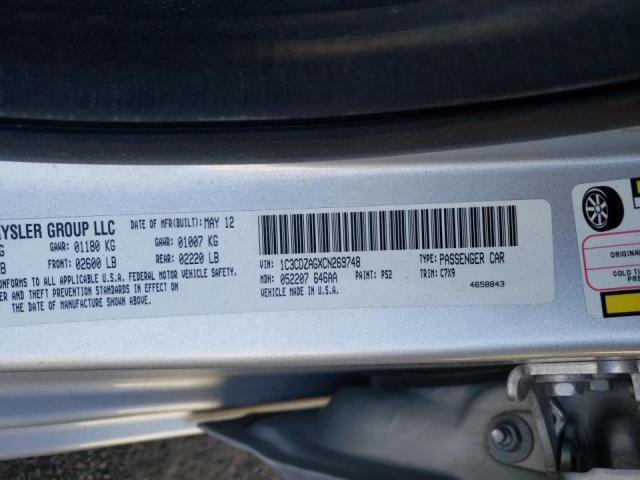 YSLER GROUP LLC
DATE OF MFR(BUILT): MAY 12
G GAWR: 01180 KG GAWR: 01007 KG
B FRONT: 02600 LB REAR: 02220 LB
CONFORMS TO ALL APPLICABLE U.S.A. FEDERAL MOTOR VEHICLE SAFETY,
ER AND THEFT PREVENTION STANDARDS IN EFFECT ON
THE DATE OF MANUFACTURE SHOWN ABOVE.
VIN: 1C3CDZAGXCN269748 TYPE: PASSENGER CAR
MDH: 052207 646AA PAINT: PS2 TRIM: C7X9
VEHICLE MADE IN U.S.A. 4658843
ORIGINAL
COLD